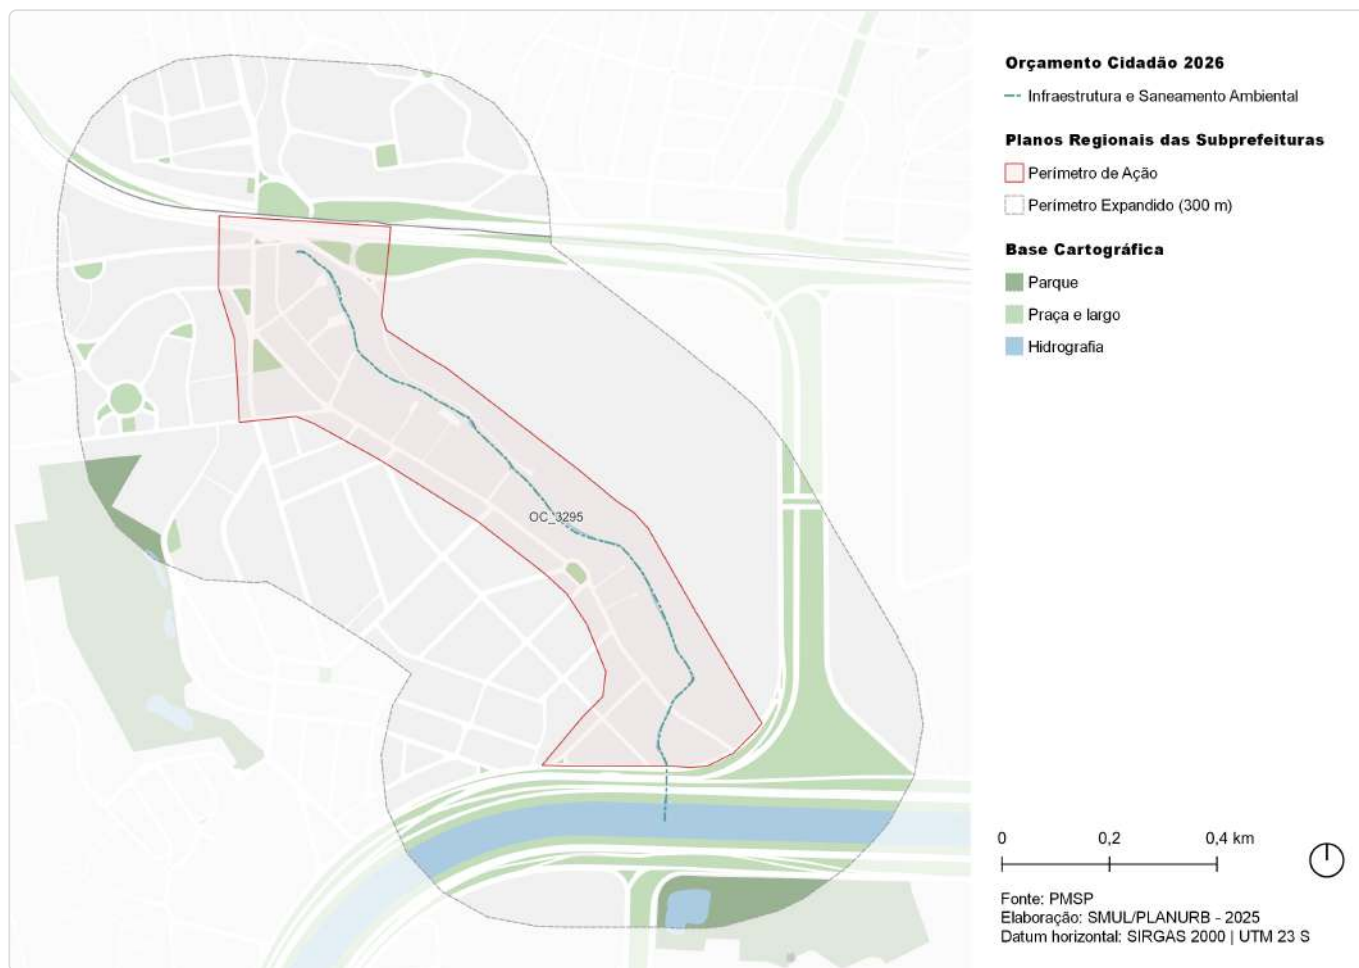 Orçamento Cidadão 2026
Infraestrutura e Saneamento Ambiental
Planos Regionais das Subprefeituras
Perímetro de Ação
Perímetro Expandido (300 m)
Base Cartográfica
Parque
Praça e largo
Hidrografia
OC_3295
0 0,2 0,4 km
Fonte: PMSP
Elaboração: SMUL/PLANURB - 2025
Datum horizontal: SIRGAS 2000 | UTM 23 S